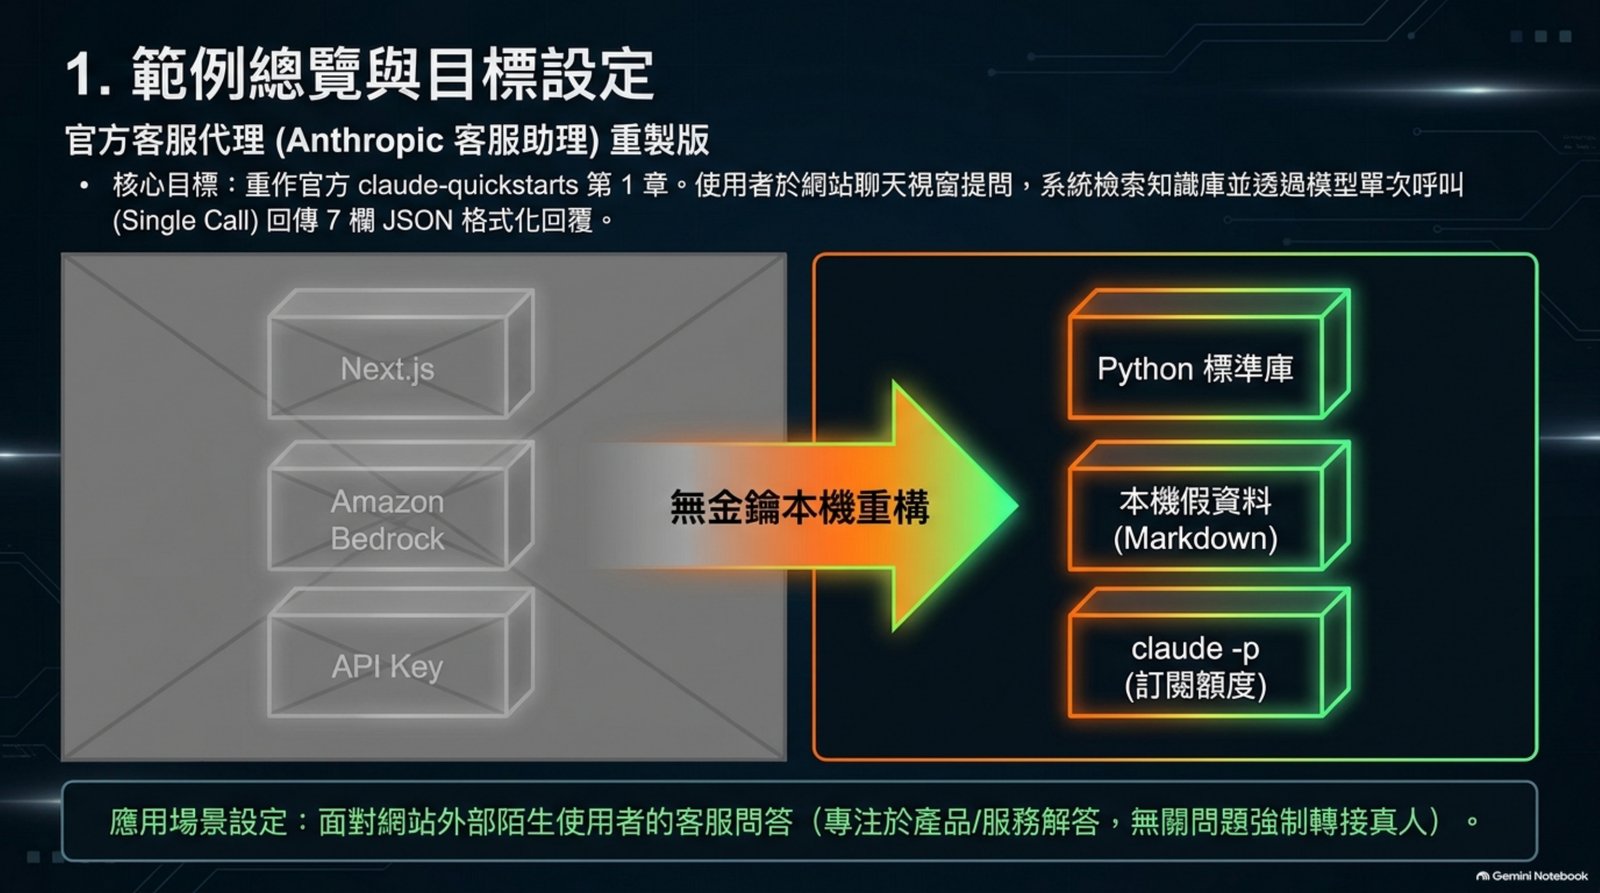 1. 範例總覽與目標設定
官方客服代理 (Anthropic 客服助理) 重製版
• 核心目標：重作官方 claude-quickstarts 第 1 章。使用者於網站聊天視窗提問，系統檢索知識庫並透過模型單次呼叫
(Single Call) 回傳 7 欄 JSON 格式化回覆。
Next.js
Amazon
Bedrock
API Key
無金鑰本機重構
Python 標準庫
本機假資料
(Markdown)
claude -p
(訂閱額度)
應用場景設定：面對網站外部陌生使用者的客服問答（專注於產品/服務解答，無關問題強制轉接真人）。
Gemini Notebook